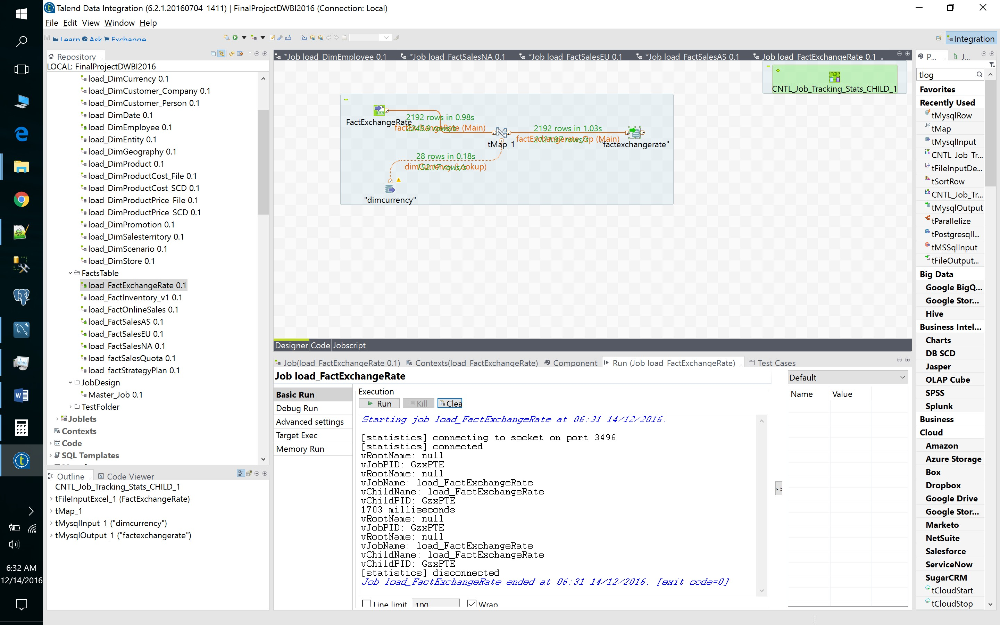 Talend Data Integration (6.2.1.20160704_1411) | FinalProjectDWBI2016 (Connection: Local)
File Edit View Window Help
Learn Ask Exchange
Integration
Repository
LOCAL: FinalProjectDWBI2016
load_DimCurrency 0.1
load_DimCustomer_Company 0.1
load_DimCustomer_Person 0.1
load_DimDate 0.1
load_DimEmployee 0.1
load_DimEntity 0.1
load_DimGeography 0.1
load_DimProduct 0.1
load_DimProductCost_File 0.1
load_DimProductCost_SCD 0.1
load_DimProductPrice_File 0.1
load_DimProductPrice_SCD 0.1
load_DimPromotion 0.1
load_DimSalesterritory 0.1
load_DimScenario 0.1
load_DimStore 0.1
FactsTable
load_FactExchangeRate 0.1
load_FactInventory_v1 0.1
load_FactOnlineSales 0.1
load_FactSalesAS 0.1
load_FactSalesEU 0.1
load_FactSalesNA 0.1
load_factSalesQuota 0.1
load_factStrategyPlan 0.1
JobDesign
Master_Job 0.1
TestFolder
Joblets
Contexts
Code
SQL Templates
Outline Code Viewer
CNTL_Job_Tracking_Stats_CHILD_1
tFileInputExcel_1 (FactExchangeRate)
tMap_1
tMysqlInput_1 ("dimcurrency")
tMysqlOutput_1 ("factexchangerate")
*Job load_DimEmployee 0.1 *Job load_FactSalesNA 0.1 *Job load_FactSalesEU 0.1 *Job load_FactSalesAS 0.1 Job load_FactExchangeRate 0.1
CNTL_Job_Tracking_Stats_CHILD_1
FactExchangeRate
2192 rows in 0.98s
2245.9 rows/s
factExchangeRate (Main)
tMap_1
2192 rows in 1.03s
2121.97 rows/s
factExchangerate_Op (Main)
"factexchangerate"
28 rows in 0.18s
152.17 rows/s
dimCurrency (Lookup)
"dimcurrency"
Designer Code Jobscript
Job(load_FactExchangeRate 0.1) Contexts(load_FactExchangeRate) Component Run (Job load_FactExchangeRate) Test Cases
Job load_FactExchangeRate
Basic Run
Debug Run
Advanced settings
Target Exec
Memory Run
Execution
Run Kill Clea
Starting job load_FactExchangeRate at 06:31 14/12/2016.
[statistics] connecting to socket on port 3496
[statistics] connected
vRootName: null
vJobPID: GzxPTE
vRootName: null
vJobName: load_FactExchangeRate
vChildName: load_FactExchangeRate
vChildPID: GzxPTE
1703 milliseconds
vRootName: null
vJobPID: GzxPTE
vRootName: null
vJobName: load_FactExchangeRate
vChildName: load_FactExchangeRate
vChildPID: GzxPTE
[statistics] disconnected
Job load_FactExchangeRate ended at 06:31 14/12/2016. [exit code=0]
Line limit 100 Wrap
Default
Name Value
P... J...
tlog
Favorites
Recently Used
tMysqlRow
tMap
tMysqlInput
CNTL_Job_Tr...
tFileInputDe...
tSortRow
CNTL_Job_Tr...
tMysqlOutput
tParallelize
tPostgresqlI...
tMSSqlInput
tFileOutput...
Big Data
Google BigQ...
Google Stor...
Hive
Business Intel...
Charts
DB SCD
Jasper
OLAP Cube
SPSS
Splunk
Business
Cloud
Amazon
Azure Storage
Box
Dropbox
Google Drive
Google Stor...
Marketo
NetSuite
Salesforce
ServiceNow
SugarCRM
tCloudStart
tCloudStop
6:32 AM
12/14/2016